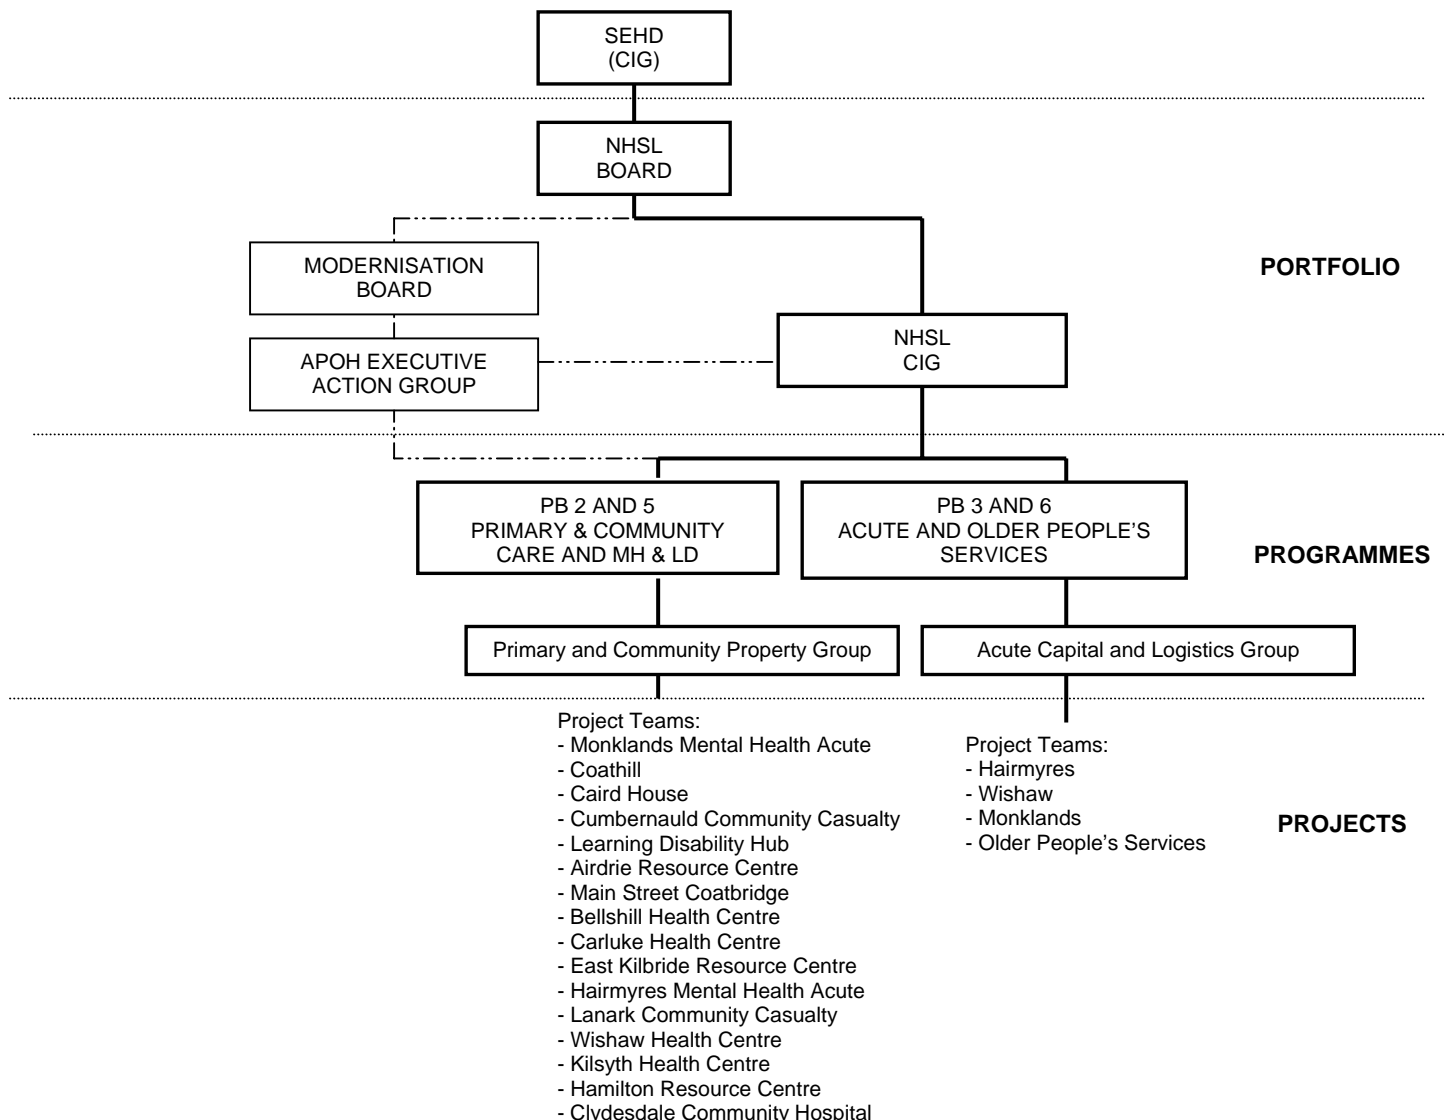 SEHD
(CIG)
NHSL
BOARD
MODERNISATION
BOARD
PORTFOLIO
NHSL
CIG
APOH EXECUTIVE
ACTION GROUP
PB 2 AND 5
PRIMARY & COMMUNITY
CARE AND MH & LD
PB 3 AND 6
ACUTE AND OLDER PEOPLE'S
SERVICES
PROGRAMMES
Primary and Community Property Group
Acute Capital and Logistics Group
Project Teams:
- Monklands Mental Health Acute
- Coathill
- Caird House
- Cumbernauld Community Casualty
- Learning Disability Hub
- Airdrie Resource Centre
- Main Street Coatbridge
- Bellshill Health Centre
- Carluke Health Centre
- East Kilbride Resource Centre
- Hairmyres Mental Health Acute
- Lanark Community Casualty
- Wishaw Health Centre
- Kilsyth Health Centre
- Hamilton Resource Centre
- Clydesdale Community Hospital
Project Teams:
- Hairmyres
- Wishaw
- Monklands
- Older People's Services
PROJECTS